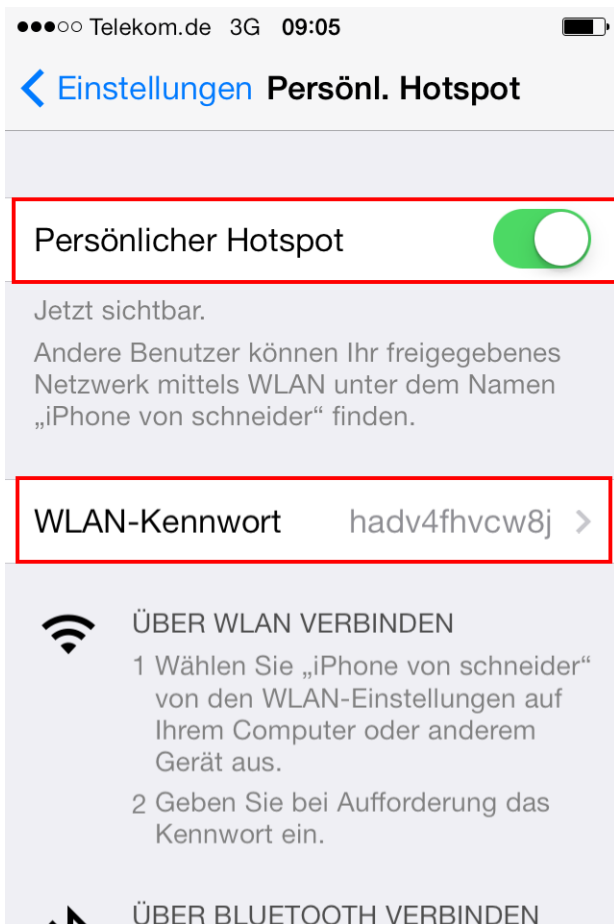 Telekom.de 3G 09:05
Einstellungen Persönl. Hotspot
Persönlicher Hotspot
Jetzt sichtbar.
Andere Benutzer können Ihr freigegebenes
Netzwerk mittels WLAN unter dem Namen
„iPhone von schneider“ finden.
WLAN-Kennwort hadv4fhvcw8j
ÜBER WLAN VERBINDEN
1 Wählen Sie „iPhone von schneider“
von den WLAN-Einstellungen auf
Ihrem Computer oder anderem
Gerät aus.
2 Geben Sie bei Aufforderung das
Kennwort ein.
ÜBER BLUETOOTH VERBINDEN